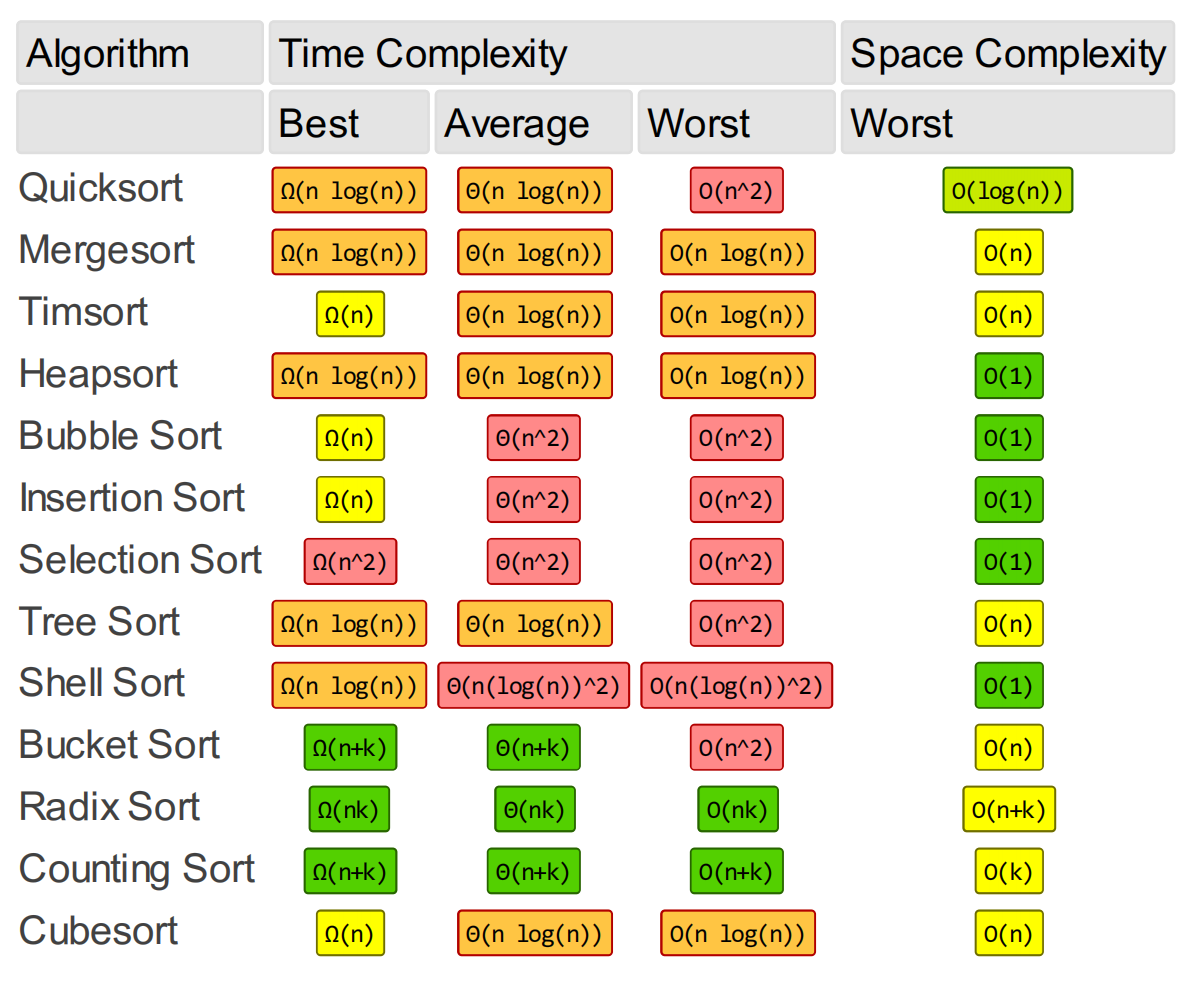 Algorithm Time Complexity Space Complexity
Best Average Worst Worst
Quicksort Ω(n log(n)) Θ(n log(n)) O(n^2) O(log(n))
Mergesort Ω(n log(n)) Θ(n log(n)) O(n log(n)) O(n)
Timsort Ω(n) Θ(n log(n)) O(n log(n)) O(n)
Heapsort Ω(n log(n)) Θ(n log(n)) O(n log(n)) O(1)
Bubble Sort Ω(n) Θ(n^2) O(n^2) O(1)
Insertion Sort Ω(n) Θ(n^2) O(n^2) O(1)
Selection Sort Ω(n^2) Θ(n^2) O(n^2) O(1)
Tree Sort Ω(n log(n)) Θ(n log(n)) O(n^2) O(n)
Shell Sort Ω(n log(n)) Θ(n(log(n))^2) O(n(log(n))^2) O(1)
Bucket Sort Ω(n+k) Θ(n+k) O(n^2) O(n)
Radix Sort Ω(nk) Θ(nk) O(nk) O(n+k)
Counting Sort Ω(n+k) Θ(n+k) O(n+k) O(k)
Cubesort Ω(n) Θ(n log(n)) O(n log(n)) O(n)